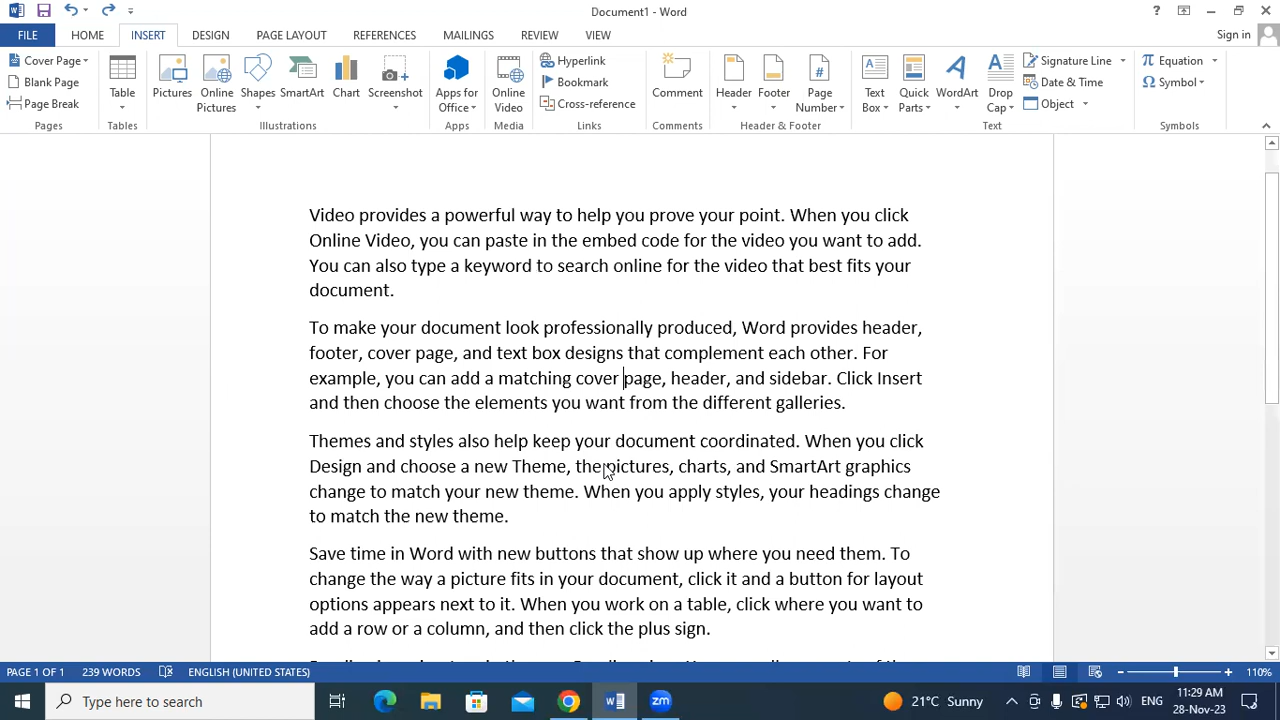 Document1 - Word
?
FILE HOME INSERT DESIGN PAGE LAYOUT REFERENCES MAILINGS REVIEW VIEW Sign in
Cover Page
Blank Page
Page Break
Pages
Table
Tables
Pictures
Online Pictures
Shapes
SmartArt
Chart
Screenshot
Illustrations
Apps for Office
Apps
Online Video
Media
Hyperlink
Bookmark
Cross-reference
Links
Comment
Comments
Header
Footer
Page Number
Header & Footer
Text Box
Quick Parts
WordArt
Drop Cap
Signature Line
Date & Time
Object
Text
Equation
Symbol
Symbols
Video provides a powerful way to help you prove your point. When you click
Online Video, you can paste in the embed code for the video you want to add.
You can also type a keyword to search online for the video that best fits your
document.
To make your document look professionally produced, Word provides header,
footer, cover page, and text box designs that complement each other. For
example, you can add a matching cover page, header, and sidebar. Click Insert
and then choose the elements you want from the different galleries.
Themes and styles also help keep your document coordinated. When you click
Design and choose a new Theme, the pictures, charts, and SmartArt graphics
change to match your new theme. When you apply styles, your headings change
to match the new theme.
Save time in Word with new buttons that show up where you need them. To
change the way a picture fits in your document, click it and a button for layout
options appears next to it. When you work on a table, click where you want to
add a row or a column, and then click the plus sign.
PAGE 1 OF 1 239 WORDS ENGLISH (UNITED STATES) 110%
Type here to search
21°C Sunny
ENG
11:29 AM
28-Nov-23